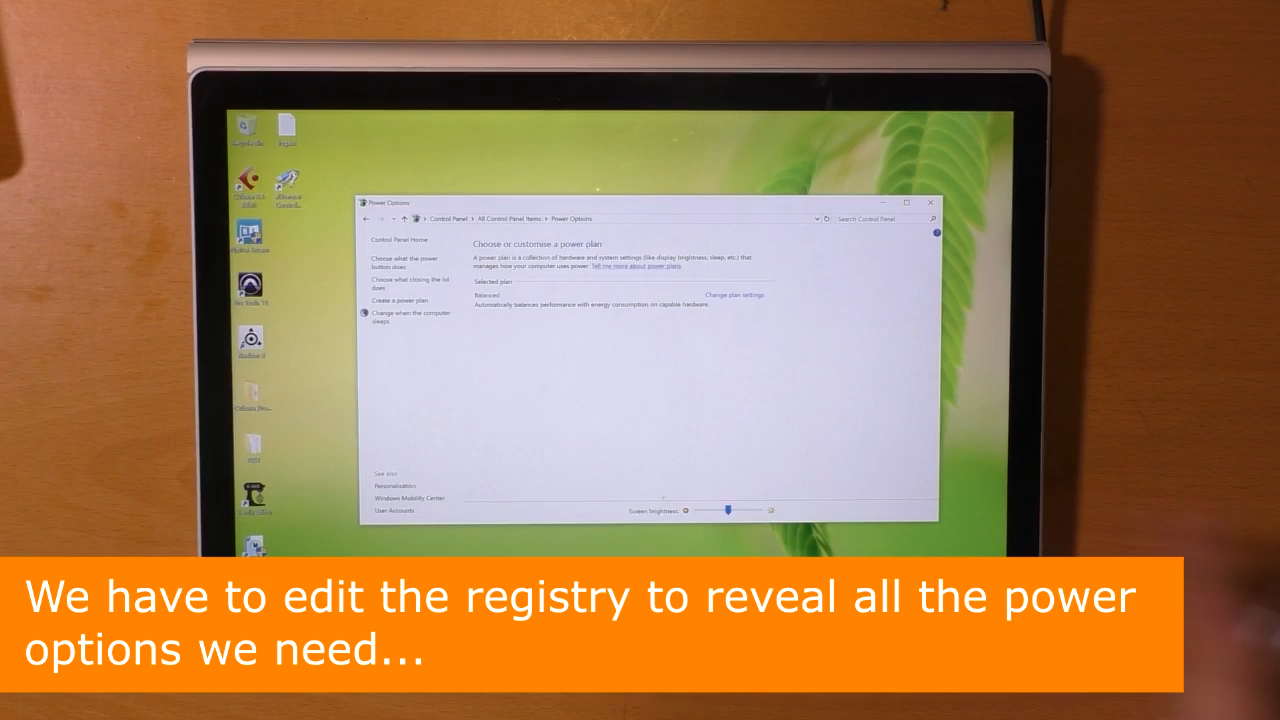 Recycle Bin
Power Options
Control Panel › All Control Panel Items › Power Options
Search Control Panel
Control Panel Home
Choose what the power
button does
Choose what closing the lid
does
Create a power plan
Change when the computer
sleeps
Choose or customise a power plan
A power plan is a collection of hardware and system settings (like display brightness, sleep, etc.) that
manages how your computer uses power. Tell me more about power plans.
Selected plan
Balanced
Change plan settings
Automatically balances performance with energy consumption on capable hardware.
See also
Personalisation
Windows Mobility Center
User Accounts
Screen brightness:
We have to edit the registry to reveal all the power
options we need...